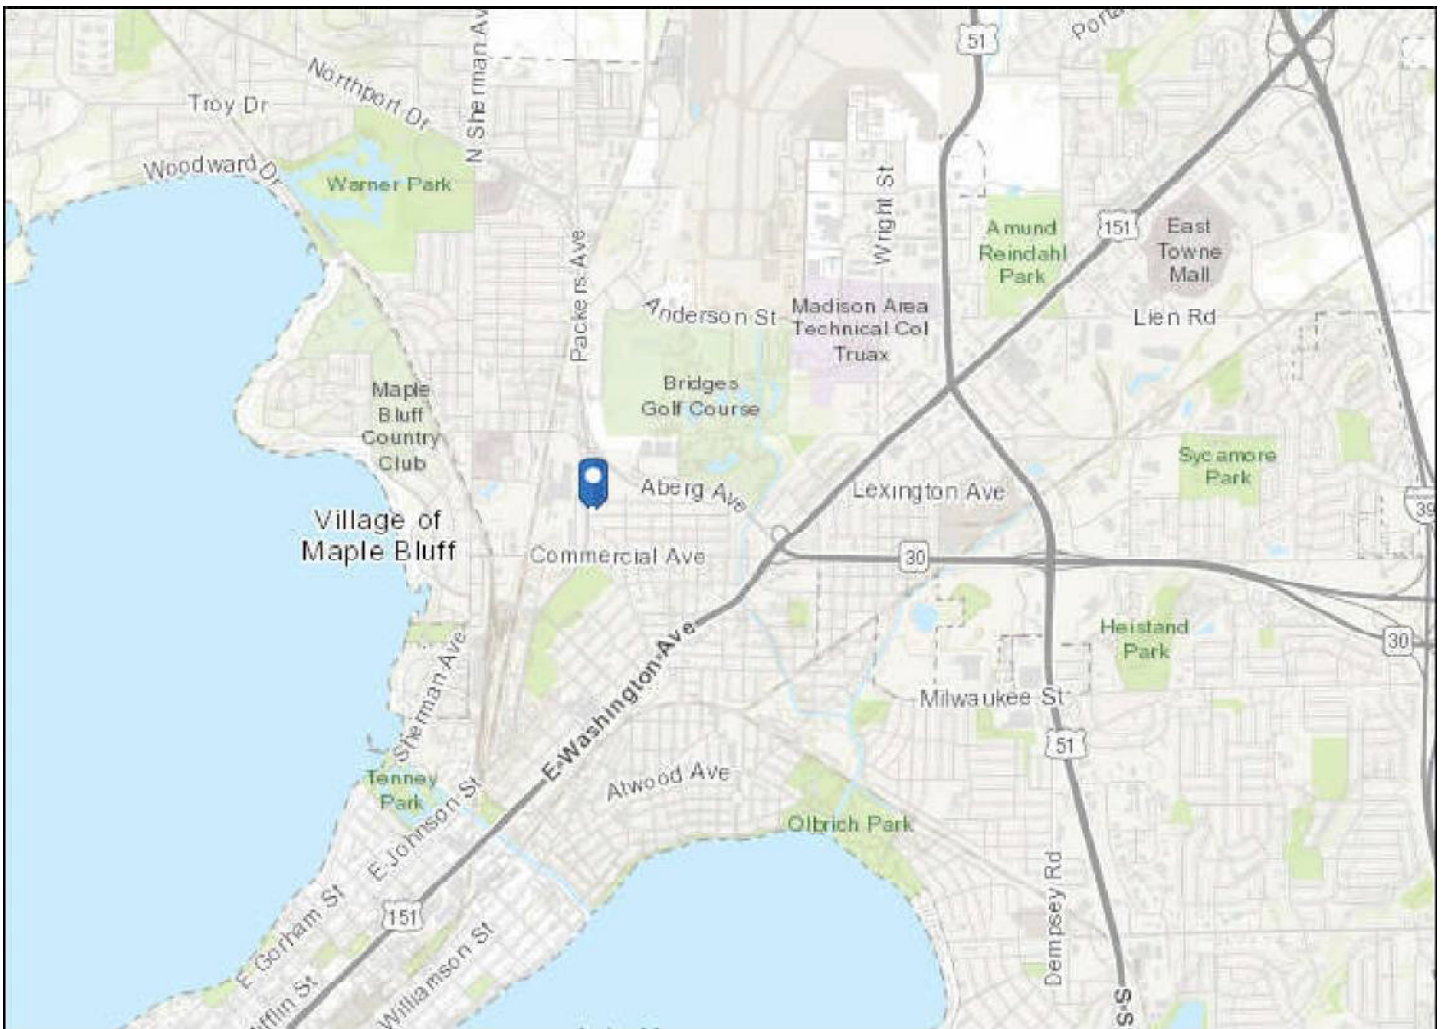 51
Porta
N Sherman Av
Northport Dr
Troy Dr
Woodward Dr
Warner Park
Wright St
151
East
Towne
Mall
Amund
Reindahl
Park
Packers Ave
Anderson St
Madison Area
Technical Col
Truax
Lien Rd
Maple
Bluff
Country
Club
Bridges
Golf Course
Sycamore
Park
Aberg Ave
Lexington Ave
39
Village of
Maple Bluff
Commercial Ave
30
Heistand
Park
30
E Washington Ave
Sherman Ave
Milwaukee St
51
Tenney
Park
Atwood Ave
E Johnson St
Olbrich Park
Dempsey Rd
151
E Gorham St
Williamson St
ifflin St
S S